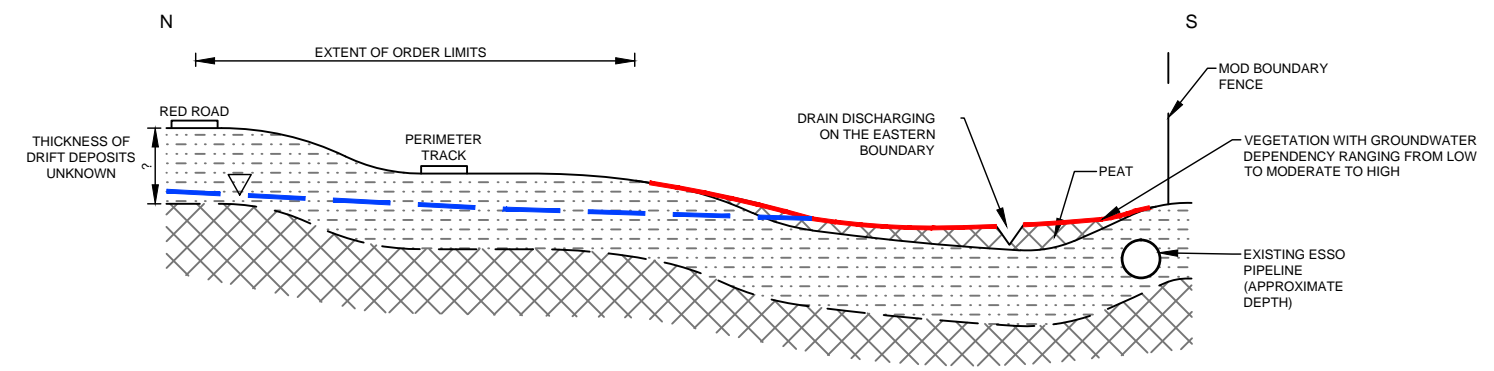 N
S
EXTENT OF ORDER LIMITS
MOD BOUNDARY
FENCE
RED ROAD
THICKNESS OF
DRIFT DEPOSITS
UNKNOWN
?
PERIMETER
TRACK
DRAIN DISCHARGING
ON THE EASTERN
BOUNDARY
VEGETATION WITH GROUNDWATER
DEPENDENCY RANGING FROM LOW
TO MODERATE TO HIGH
PEAT
EXISTING ESSO
PIPELINE
(APPROXIMATE
DEPTH)